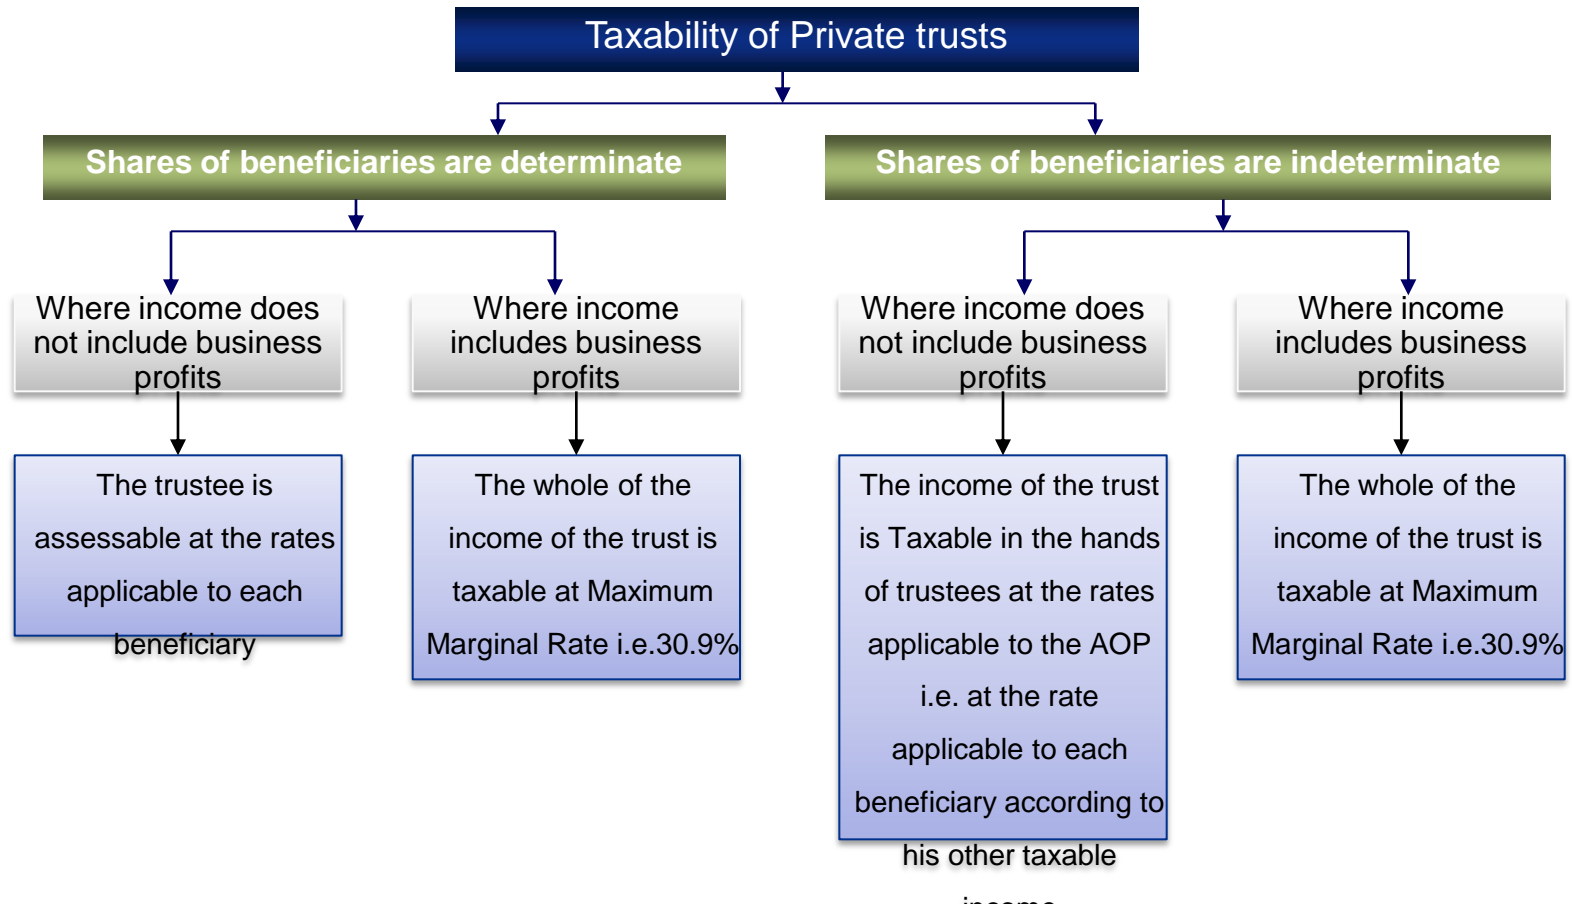 Taxability of Private trusts
Shares of beneficiaries are determinate
Shares of beneficiaries are indeterminate
Where income does
not include business
profits
Where income
includes business
profits
Where income does
not include business
profits
Where income
includes business
profits
The trustee is
assessable at the rates
applicable to each
beneficiary
The whole of the
income of the trust is
taxable at Maximum
Marginal Rate i.e.30.9%
The income of the trust
is Taxable in the hands
of trustees at the rates
applicable to the AOP
i.e. at the rate
applicable to each
beneficiary according to
his other taxable
income
The whole of the
income of the trust is
taxable at Maximum
Marginal Rate i.e.30.9%